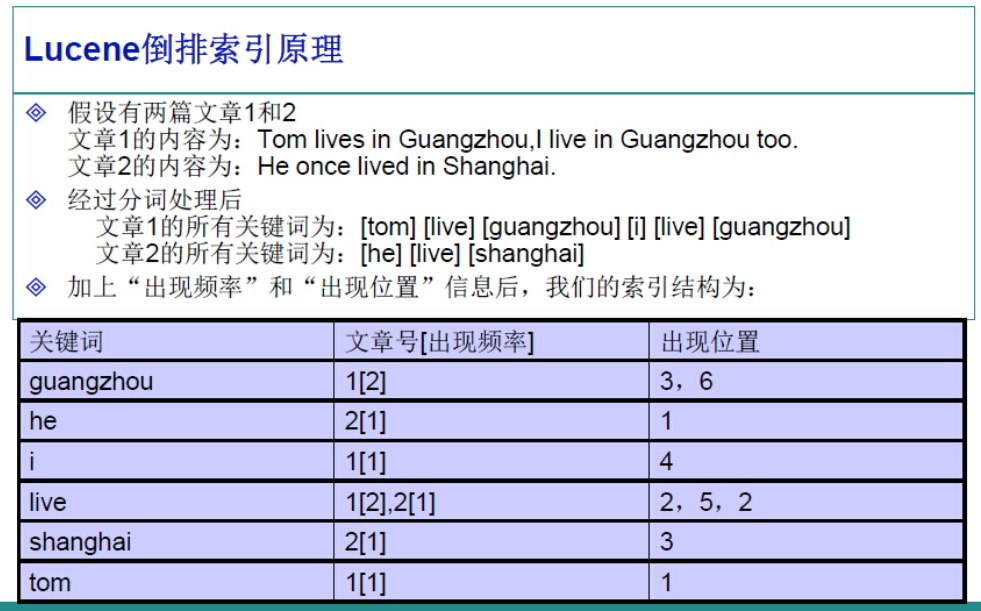 Lucene倒排索引原理
假设有两篇文章1和2
文章1的内容为：Tom lives in Guangzhou,I live in Guangzhou too.
文章2的内容为：He once lived in Shanghai.
经过分词处理后
文章1的所有关键词为：[tom] [live] [guangzhou] [i] [live] [guangzhou]
文章2的所有关键词为：[he] [live] [shanghai]
加上“出现频率”和“出现位置”信息后，我们的索引结构为：
关键词 文章号[出现频率] 出现位置
guangzhou 1[2] 3，6
he 2[1] 1
i 1[1] 4
live 1[2],2[1] 2，5，2
shanghai 2[1] 3
tom 1[1] 1